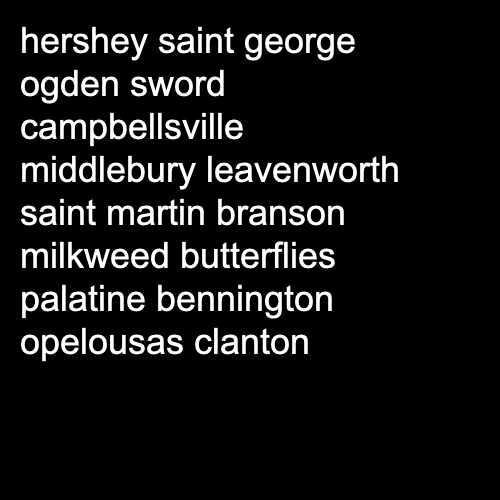 hershey saint george
ogden sword
campbellsville
middlebury leavenworth
saint martin branson
milkweed butterflies
palatine bennington
opelousas clanton